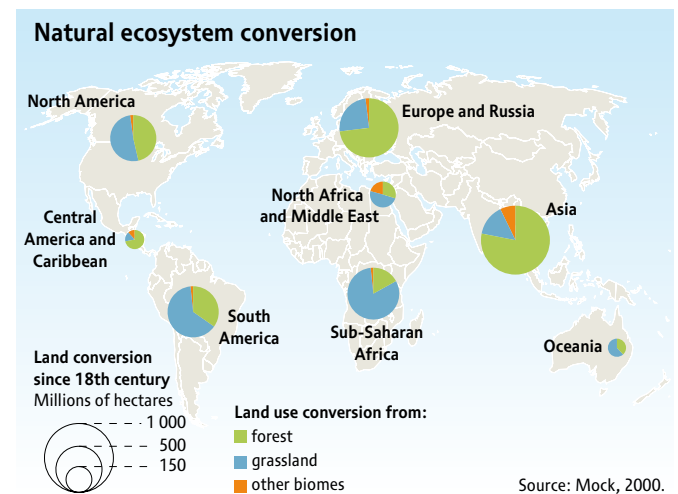 Natural ecosystem conversion
North America
Europe and Russia
North Africa
and Middle East
Asia
Central
America and
Caribbean
South
America
Sub-Saharan
Africa
Oceania
Land conversion
since 18th century
Millions of hectares
1 000
500
150
Land use conversion from:
forest
grassland
other biomes
Source: Mock, 2000.